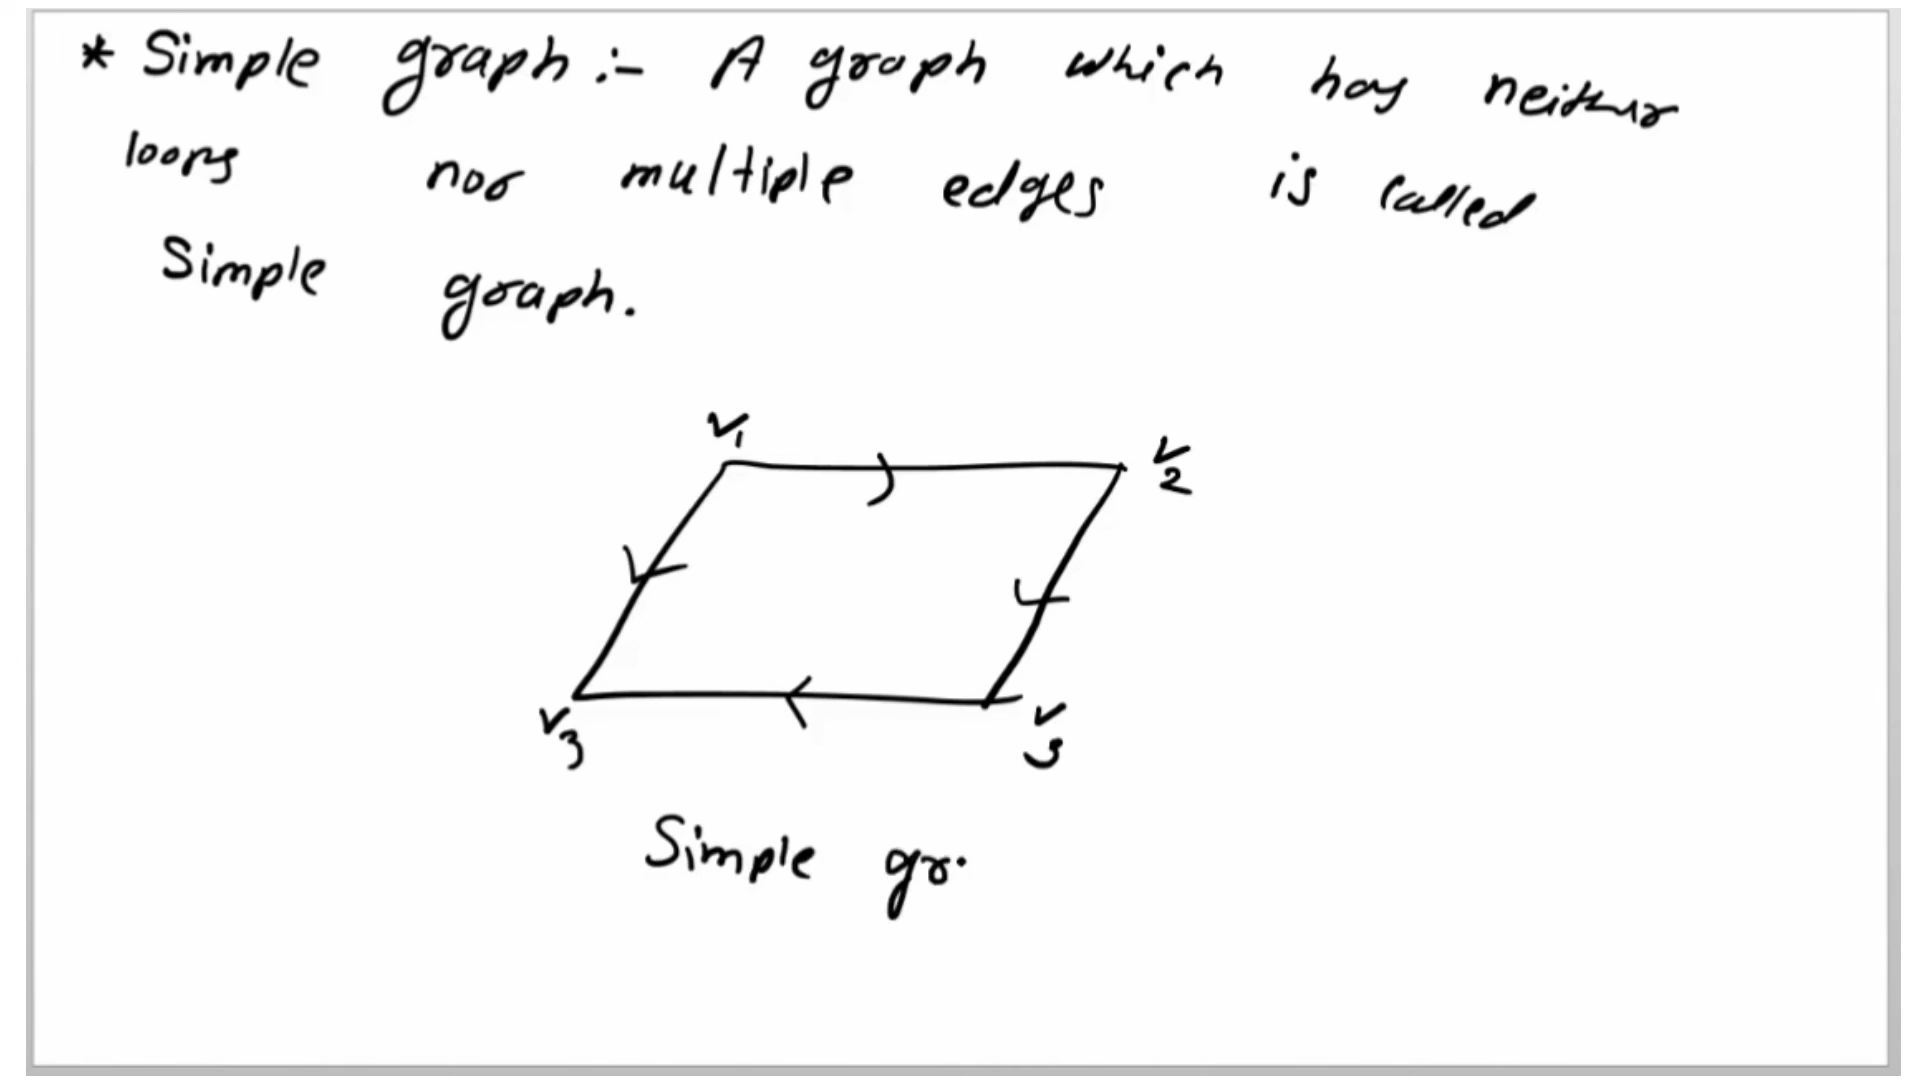 * Simple graph :- A graph which has neither
loops nor multiple edges is called
Simple graph.
V1
V2
V3
Simple gr